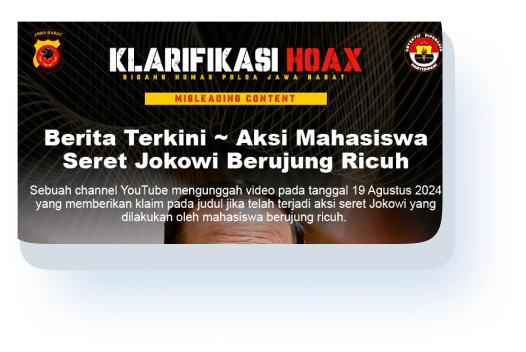 JAWA BARAT
KLARIFIKASI HOAX
BIDANG HUMAS POLDA JAWA BARAT
MISLEADING CONTENT
Berita Terkini ~ Aksi Mahasiswa
Seret Jokowi Berujung Ricuh
Sebuah channel YouTube mengunggah video pada tanggal 19 Agustus 2024
yang memberikan klaim pada judul jika telah terjadi aksi seret Jokowi yang
dilakukan oleh mahasiswa berujung ricuh.